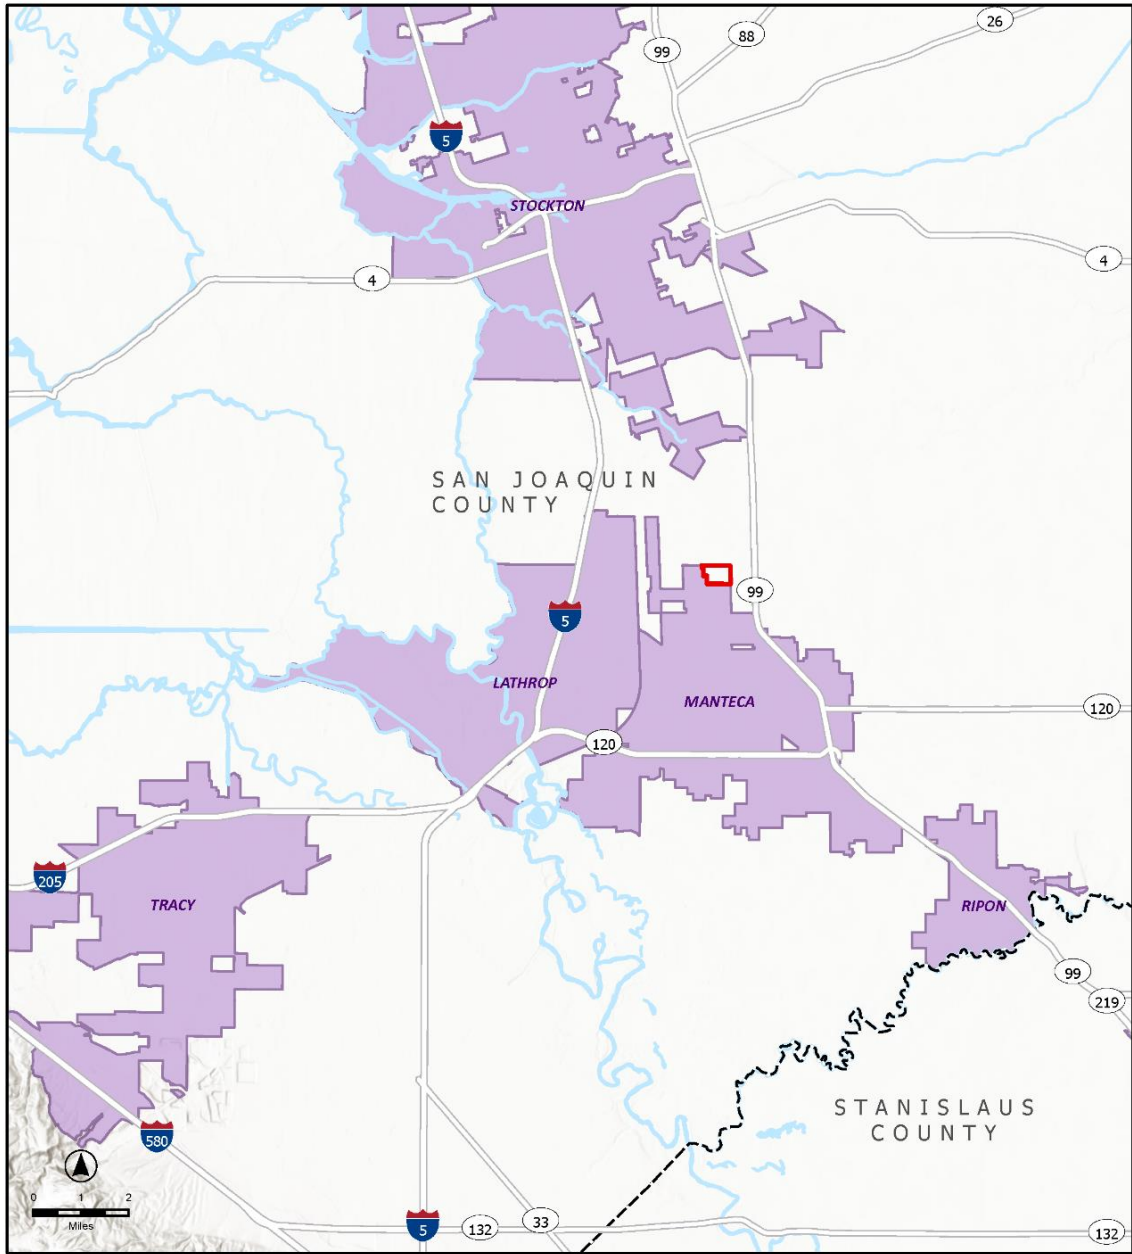 26
88
99
5
STOCKTON
4
4
SAN JOAQUIN
COUNTY
99
5
LATHROP
MANTECA
120
120
205
TRACY
RIPON
99
219
STANISLAUS
COUNTY
580
0 1 2
Miles
5
132
33
132